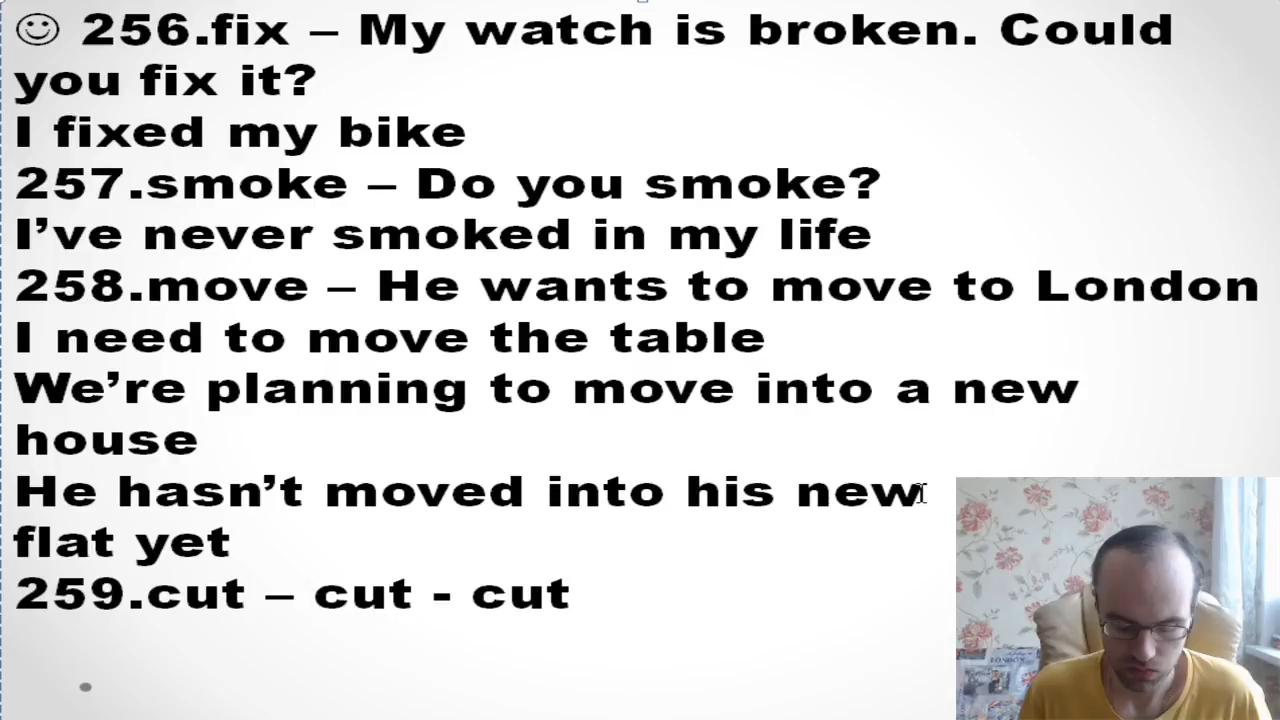 ☺ 256.fix – My watch is broken. Could
you fix it?
I fixed my bike
257.smoke – Do you smoke?
I’ve never smoked in my life
258.move – He wants to move to London
I need to move the table
We’re planning to move into a new
house
He hasn’t moved into his new
flat yet
259.cut – cut - cut
LONDON